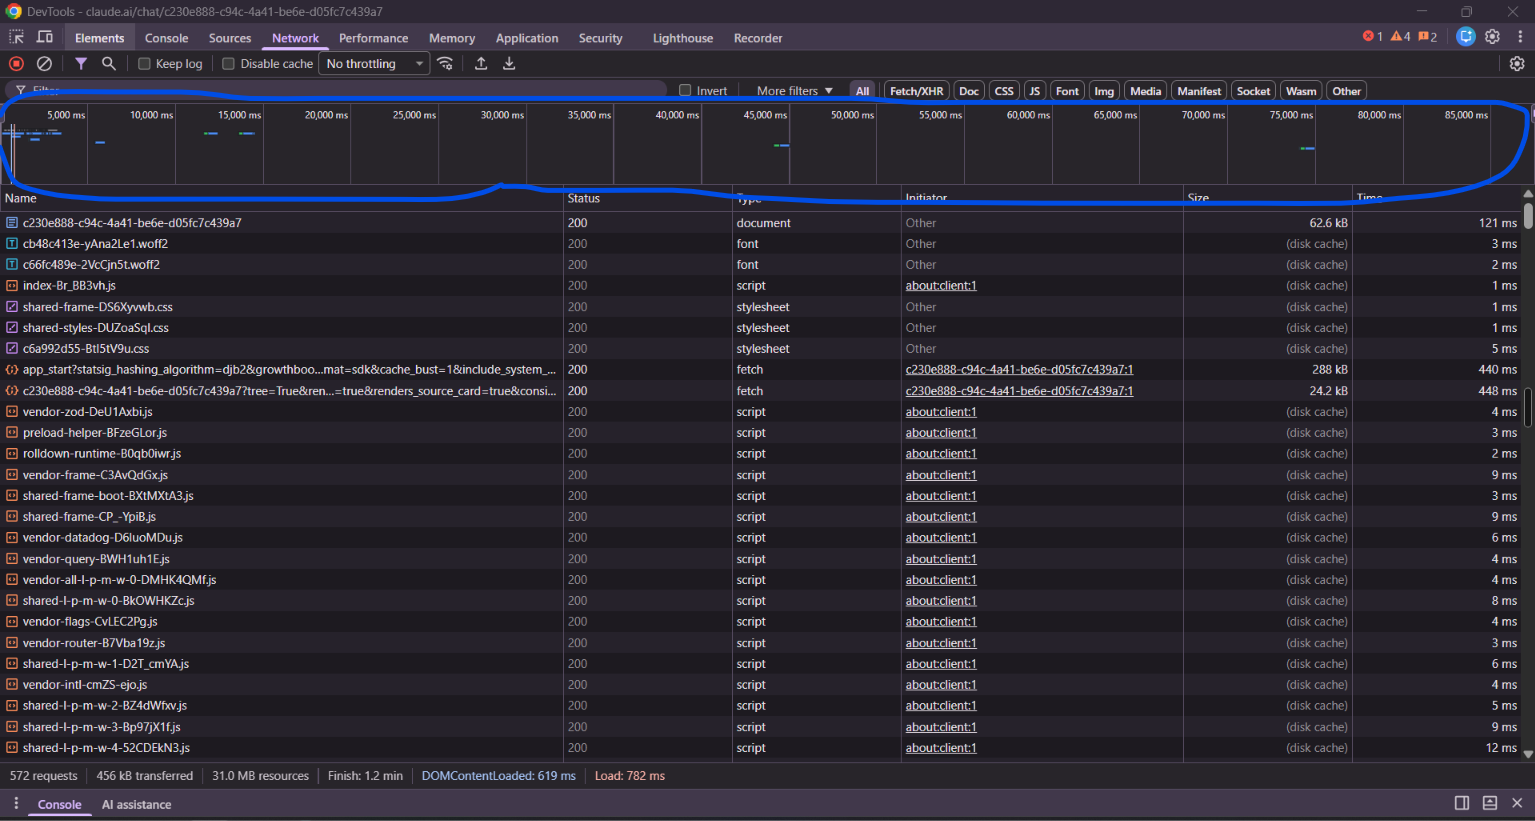 DevTools - claude.ai/chat/c230e888-c94c-4a41-be6e-d05fc7c439a7
Elements Console Sources Network Performance Memory Application Security Lighthouse Recorder 1 4 2
Keep log Disable cache No throttling
Filter Invert More filters All Fetch/XHR Doc CSS JS Font Img Media Manifest Socket Wasm Other
5,000 ms 10,000 ms 15,000 ms 20,000 ms 25,000 ms 30,000 ms 35,000 ms 40,000 ms 45,000 ms 50,000 ms 55,000 ms 60,000 ms 65,000 ms 70,000 ms 75,000 ms 80,000 ms 85,000 ms
Name Status Type Initiator Size Time
c230e888-c94c-4a41-be6e-d05fc7c439a7 200 document Other 62.6 kB 121 ms
cb48c413e-yAna2Le1.woff2 200 font Other (disk cache) 3 ms
c66fc489e-2VcCjn5t.woff2 200 font Other (disk cache) 2 ms
index-Br_BB3vh.js 200 script about:client:1 (disk cache) 1 ms
shared-frame-DS6Xyvwb.css 200 stylesheet Other (disk cache) 1 ms
shared-styles-DUZoaSqI.css 200 stylesheet Other (disk cache) 1 ms
c6a992d55-BtI5tV9u.css 200 stylesheet Other (disk cache) 5 ms
app_start?statsig_hashing_algorithm=djb2&growthboo...mat=sdk&cache_bust=1&include_system_... 200 fetch c230e888-c94c-4a41-be6e-d05fc7c439a7:1 288 kB 440 ms
c230e888-c94c-4a41-be6e-d05fc7c439a7?tree=True&ren...=true&renders_source_card=true&consi... 200 fetch c230e888-c94c-4a41-be6e-d05fc7c439a7:1 24.2 kB 448 ms
vendor-zod-DeU1Axbi.js 200 script about:client:1 (disk cache) 4 ms
preload-helper-BFzeGLor.js 200 script about:client:1 (disk cache) 3 ms
rolldown-runtime-B0qb0iwr.js 200 script about:client:1 (disk cache) 2 ms
vendor-frame-C3AvQdGx.js 200 script about:client:1 (disk cache) 9 ms
shared-frame-boot-BXtMXtA3.js 200 script about:client:1 (disk cache) 3 ms
shared-frame-CP_-YpiB.js 200 script about:client:1 (disk cache) 9 ms
vendor-datadog-D6IuoMDu.js 200 script about:client:1 (disk cache) 6 ms
vendor-query-BWH1uh1E.js 200 script about:client:1 (disk cache) 4 ms
vendor-all-l-p-m-w-0-DMHK4QMf.js 200 script about:client:1 (disk cache) 4 ms
shared-l-p-m-w-0-BkOWHKZc.js 200 script about:client:1 (disk cache) 8 ms
vendor-flags-CvLEC2Pg.js 200 script about:client:1 (disk cache) 4 ms
vendor-router-B7Vba19z.js 200 script about:client:1 (disk cache) 3 ms
shared-l-p-m-w-1-D2T_cmYA.js 200 script about:client:1 (disk cache) 6 ms
vendor-intl-cmZS-ejo.js 200 script about:client:1 (disk cache) 4 ms
shared-l-p-m-w-2-BZ4dWfxv.js 200 script about:client:1 (disk cache) 5 ms
shared-l-p-m-w-3-Bp97jX1f.js 200 script about:client:1 (disk cache) 9 ms
shared-l-p-m-w-4-52CDEkN3.js 200 script about:client:1 (disk cache) 12 ms
572 requests 456 kB transferred 31.0 MB resources Finish: 1.2 min DOMContentLoaded: 619 ms Load: 782 ms
Console AI assistance